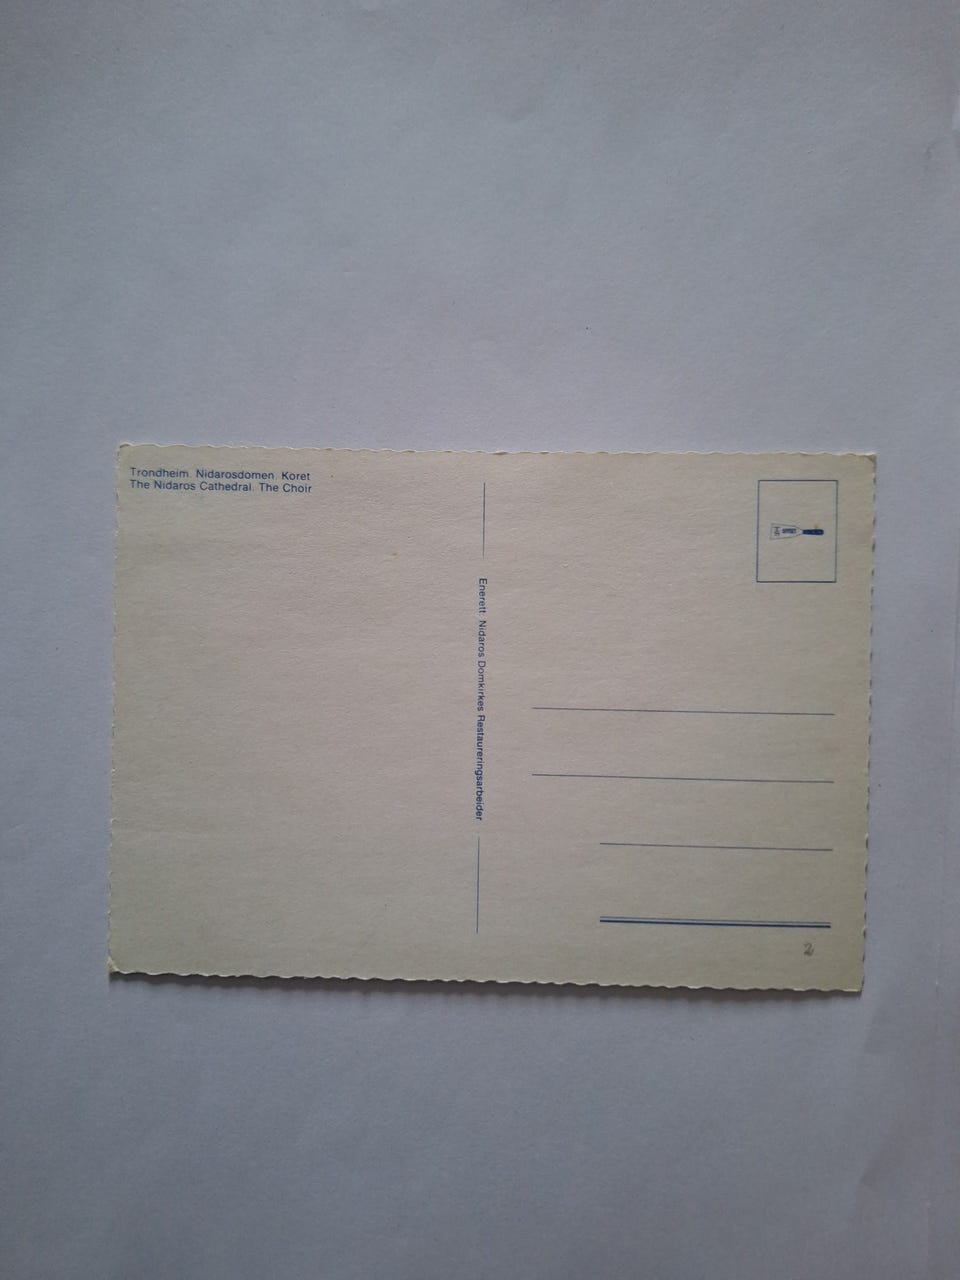 Trondheim. Nidarosdomen. Koret
The Nidaros Cathedral. The Choir
Enerett: Nidaros Domkirkes Restaureringsarbeider
2